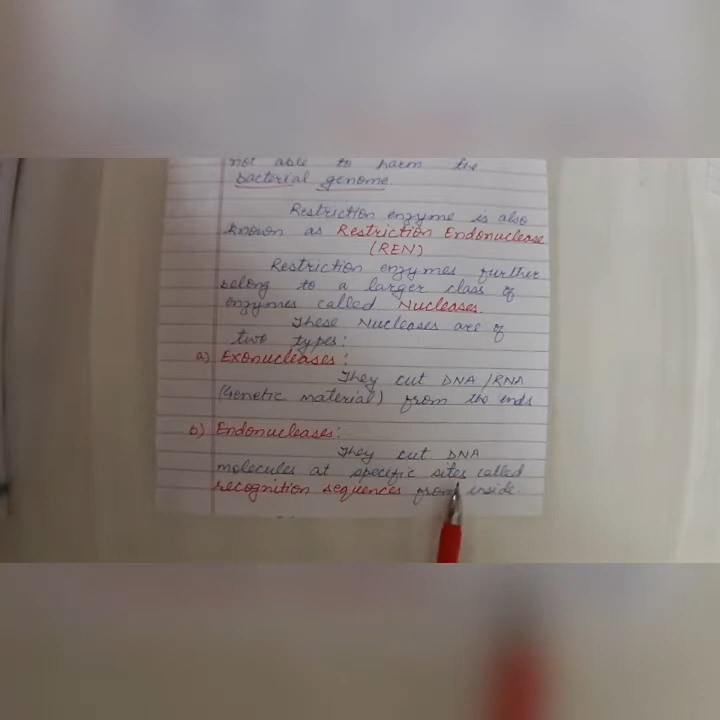 not able to harm the
bacterial genome
Restriction enzyme is also
known as Restriction Endonuclease
(REN)
Restriction enzymes further
belong to a larger class of
enzymes called Nucleases.
These Nucleases are of
two types:
a) Exonucleases:
They cut DNA/RNA
(Genetic material) from the ends
b) Endonucleases:
They cut DNA
molecules at specific sites called
recognition sequences from inside.